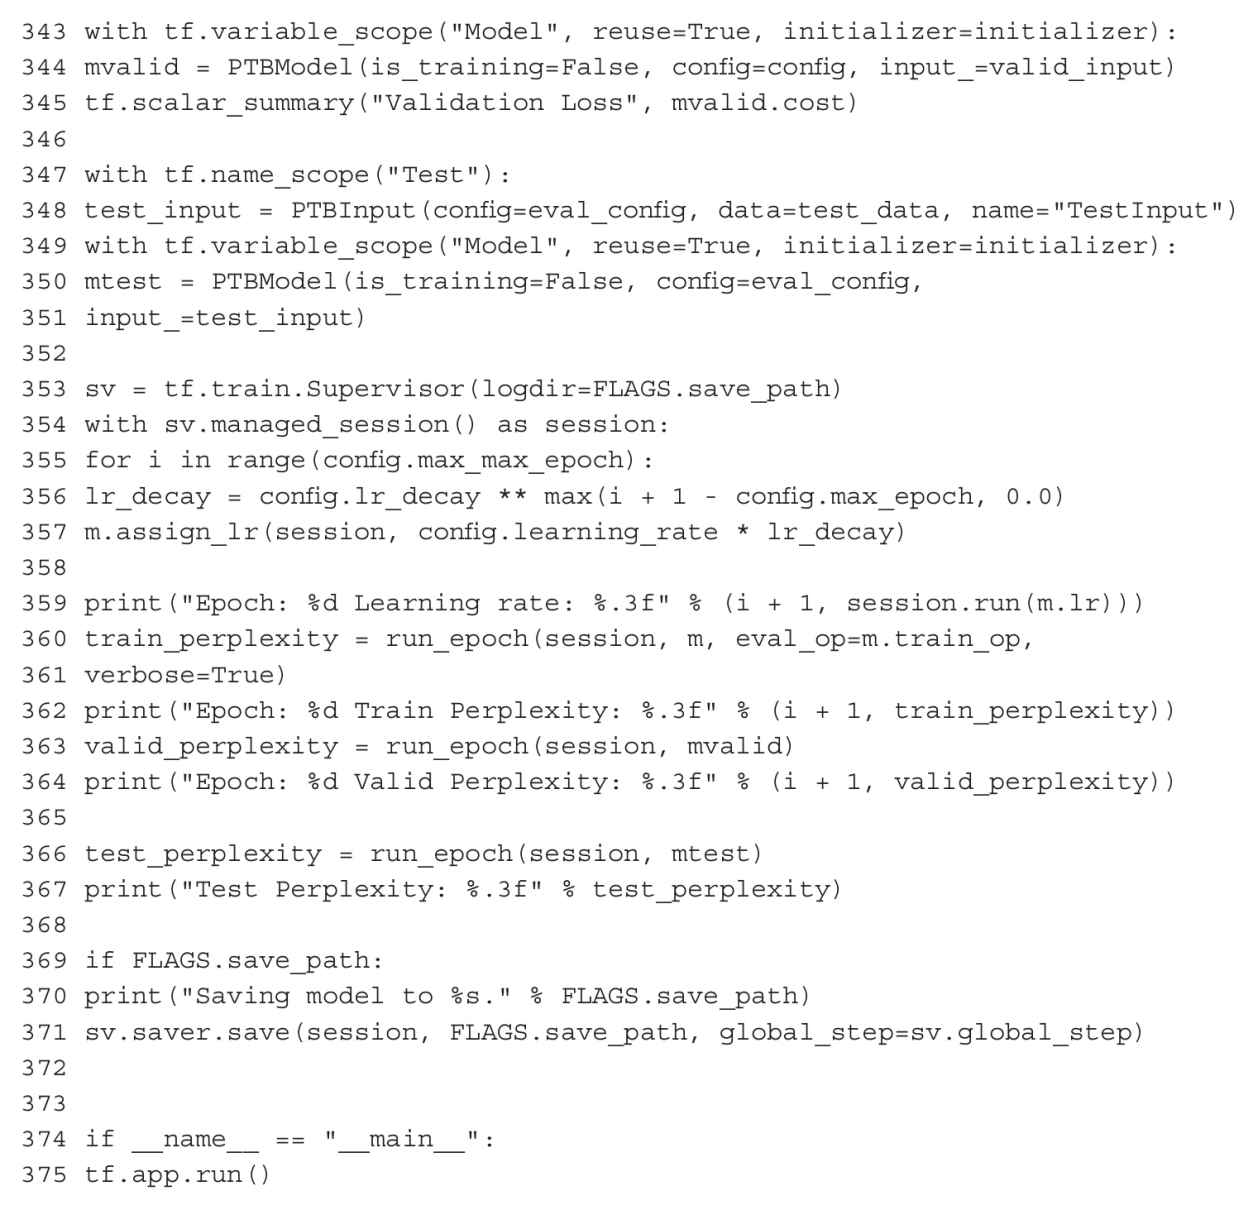 343 with tf.variable_scope("Model", reuse=True, initializer=initializer):
344 mvalid = PTBModel(is_training=False, config=config, input_=valid_input)
345 tf.scalar_summary("Validation Loss", mvalid.cost)
346
347 with tf.name_scope("Test"):
348 test_input = PTBInput(config=eval_config, data=test_data, name="TestInput")
349 with tf.variable_scope("Model", reuse=True, initializer=initializer):
350 mtest = PTBModel(is_training=False, config=eval_config,
351 input_=test_input)
352
353 sv = tf.train.Supervisor(logdir=FLAGS.save_path)
354 with sv.managed_session() as session:
355 for i in range(config.max_max_epoch):
356 lr_decay = config.lr_decay ** max(i + 1 - config.max_epoch, 0.0)
357 m.assign_lr(session, config.learning_rate * lr_decay)
358
359 print("Epoch: %d Learning rate: %.3f" % (i + 1, session.run(m.lr)))
360 train_perplexity = run_epoch(session, m, eval_op=m.train_op,
361 verbose=True)
362 print("Epoch: %d Train Perplexity: %.3f" % (i + 1, train_perplexity))
363 valid_perplexity = run_epoch(session, mvalid)
364 print("Epoch: %d Valid Perplexity: %.3f" % (i + 1, valid_perplexity))
365
366 test_perplexity = run_epoch(session, mtest)
367 print("Test Perplexity: %.3f" % test_perplexity)
368
369 if FLAGS.save_path:
370 print("Saving model to %s." % FLAGS.save_path)
371 sv.saver.save(session, FLAGS.save_path, global_step=sv.global_step)
372
373
374 if __name__ == "__main__":
375 tf.app.run()